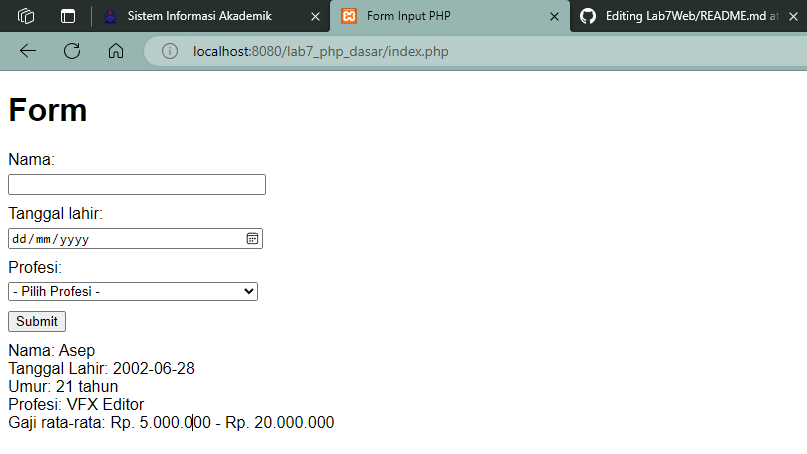 Sistem Informasi Akademik
Form Input PHP
Editing Lab7Web/README.md at
localhost:8080/lab7_php_dasar/index.php
Form
Nama:
Tanggal lahir:
dd/mm/yyyy
Profesi:
- Pilih Profesi -
Submit
Nama: Asep
Tanggal Lahir: 2002-06-28
Umur: 21 tahun
Profesi: VFX Editor
Gaji rata-rata: Rp. 5.000.000 - Rp. 20.000.000